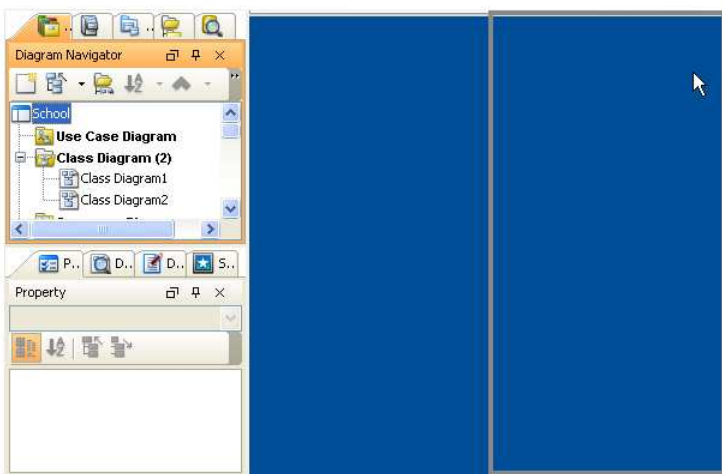 Diagram Navigator
School
Use Case Diagram
Class Diagram (2)
Class Diagram1
Class Diagram2
P..
D..
D..
S..
Property